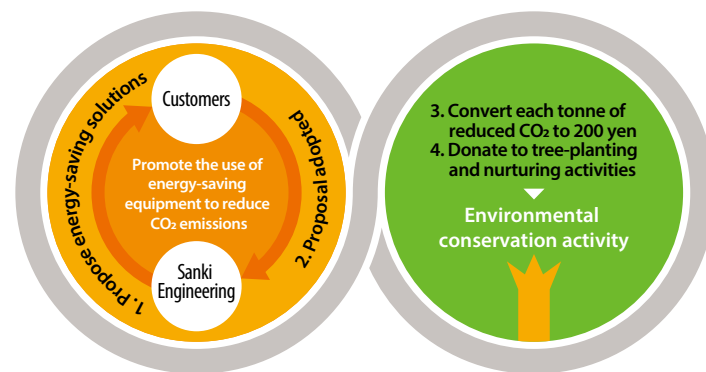 1. Propose energy-saving solutions
Customers
2. Proposal adopted
Promote the use of
energy-saving
equipment to reduce
CO₂ emissions
Sanki
Engineering
3. Convert each tonne of
reduced CO₂ to 200 yen
4. Donate to tree-planting
and nurturing activities
Environmental
conservation activity